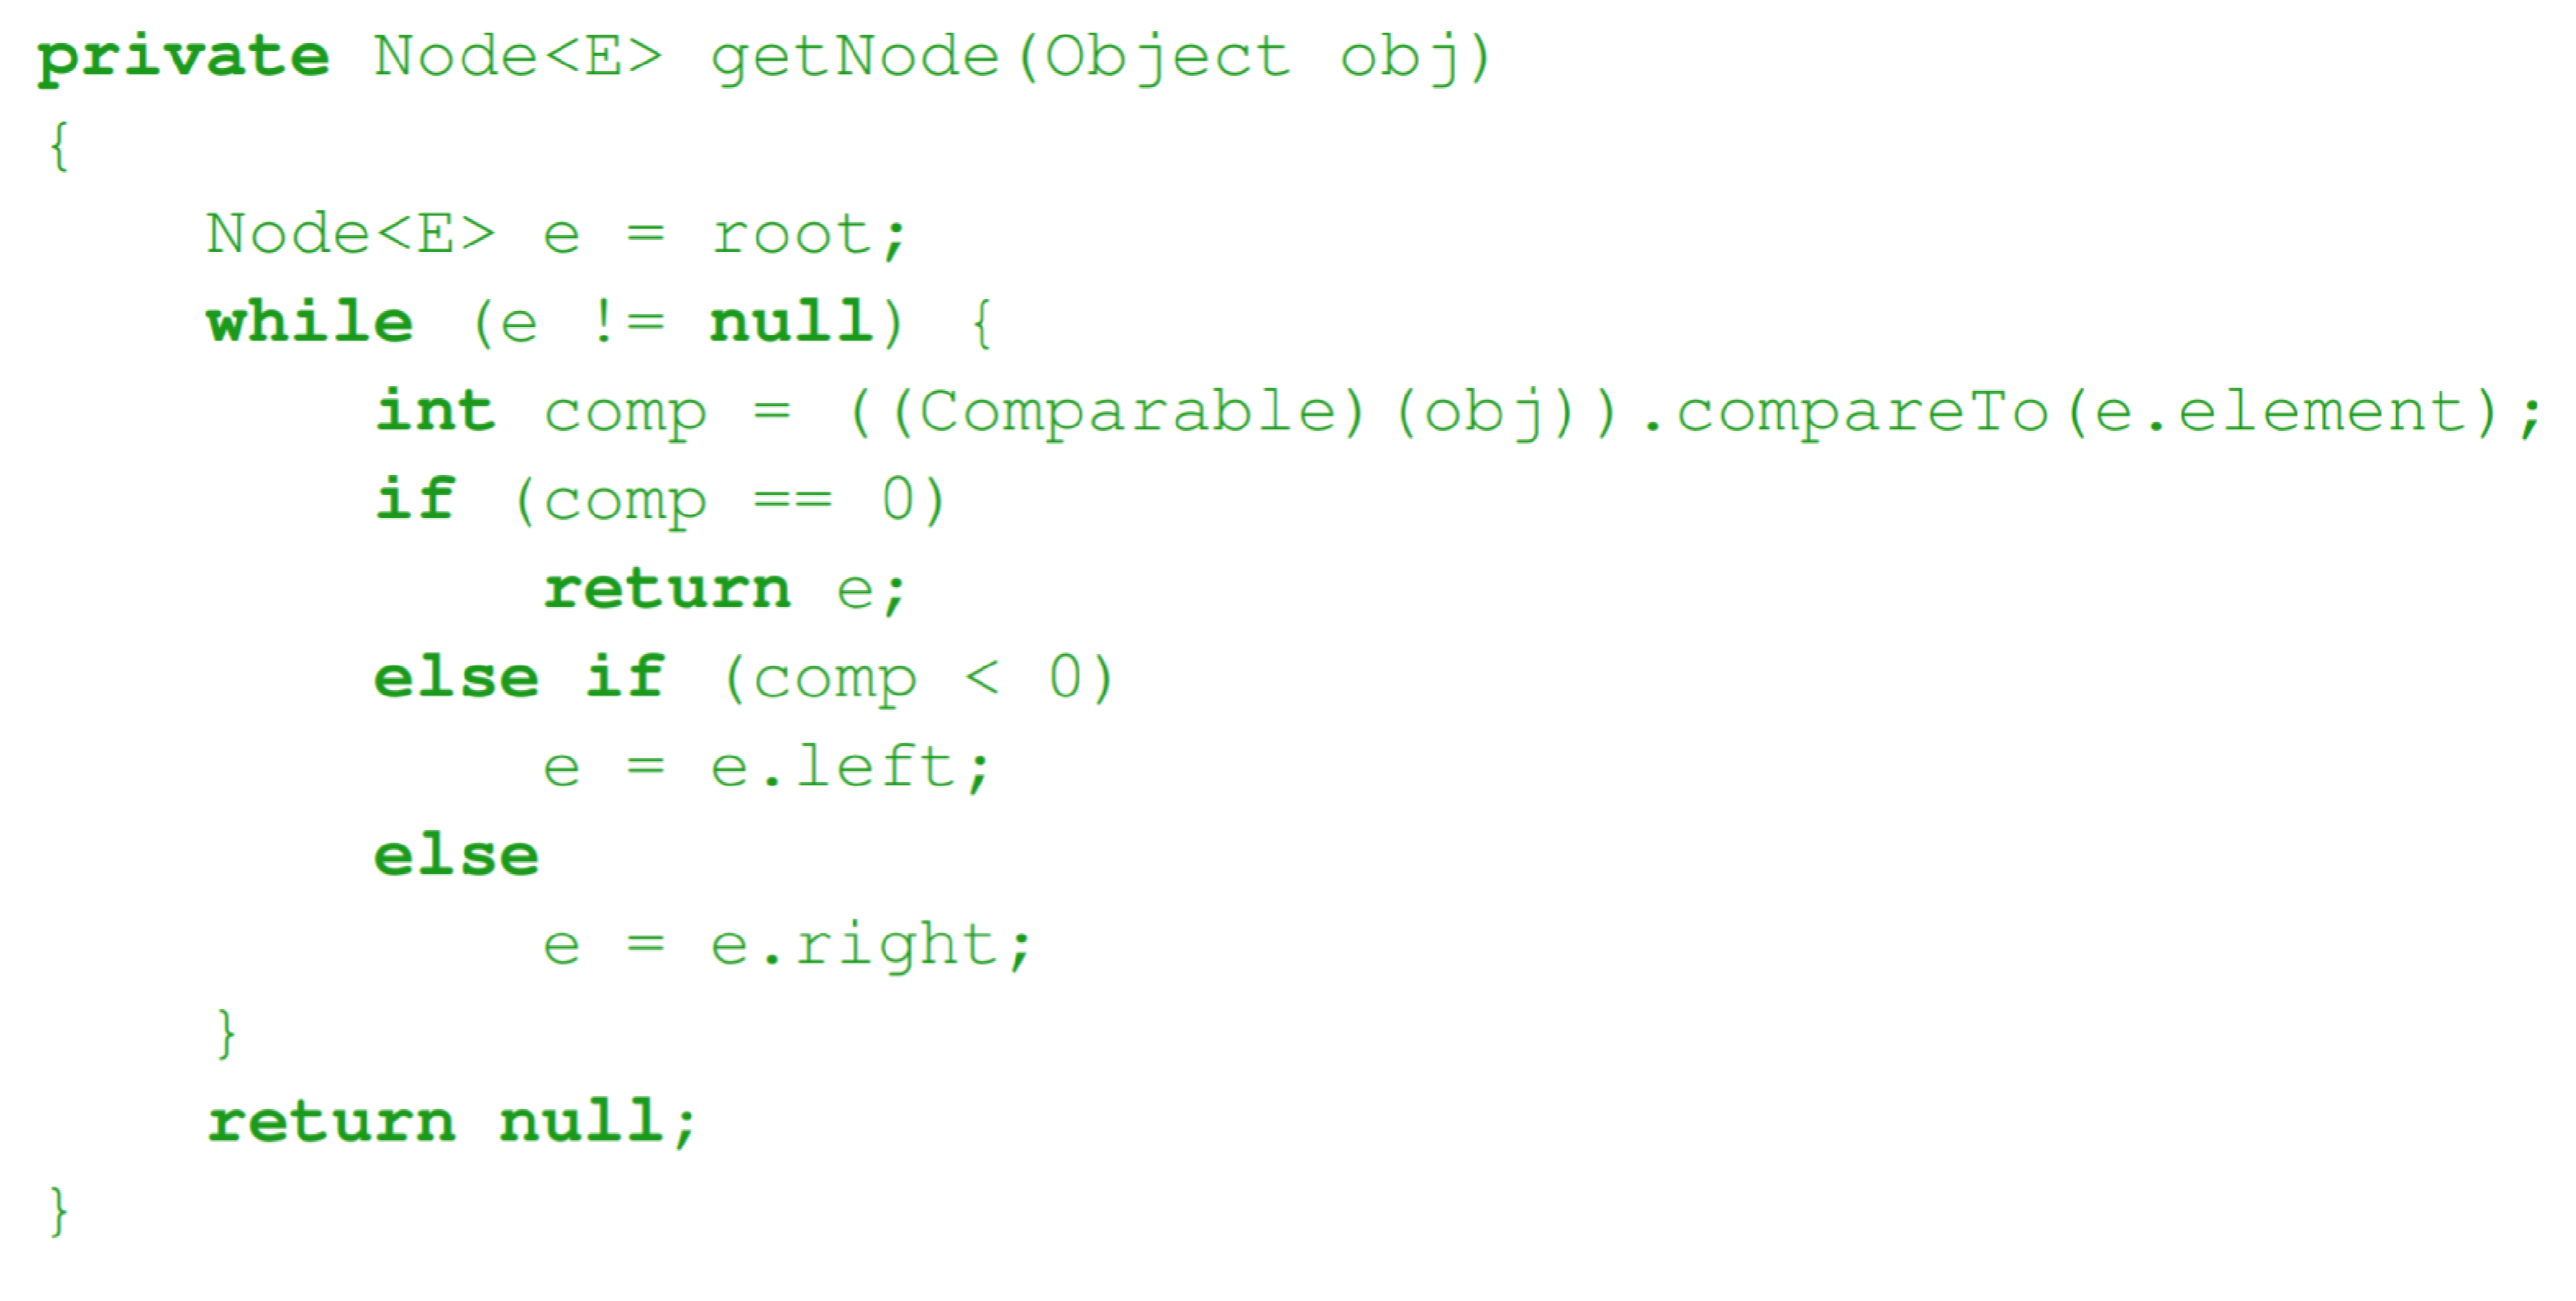 private Node<E> getNode(Object obj)
{
    Node<E> e = root;
    while (e != null) {
        int comp = ((Comparable)(obj)).compareTo(e.element);
        if (comp == 0)
            return e;
        else if (comp < 0)
            e = e.left;
        else
            e = e.right;
    }
    return null;
}